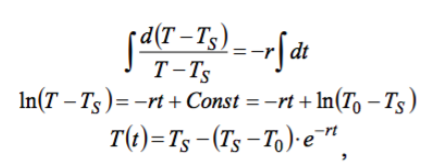 ∫ d(T – T_S) / (T – T_S) = –r∫ dt
ln(T – T_S) = –rt + Const = –rt + ln(T_0 – T_S)
T(t) = T_S – (T_S – T_0) · e^{–rt} ,